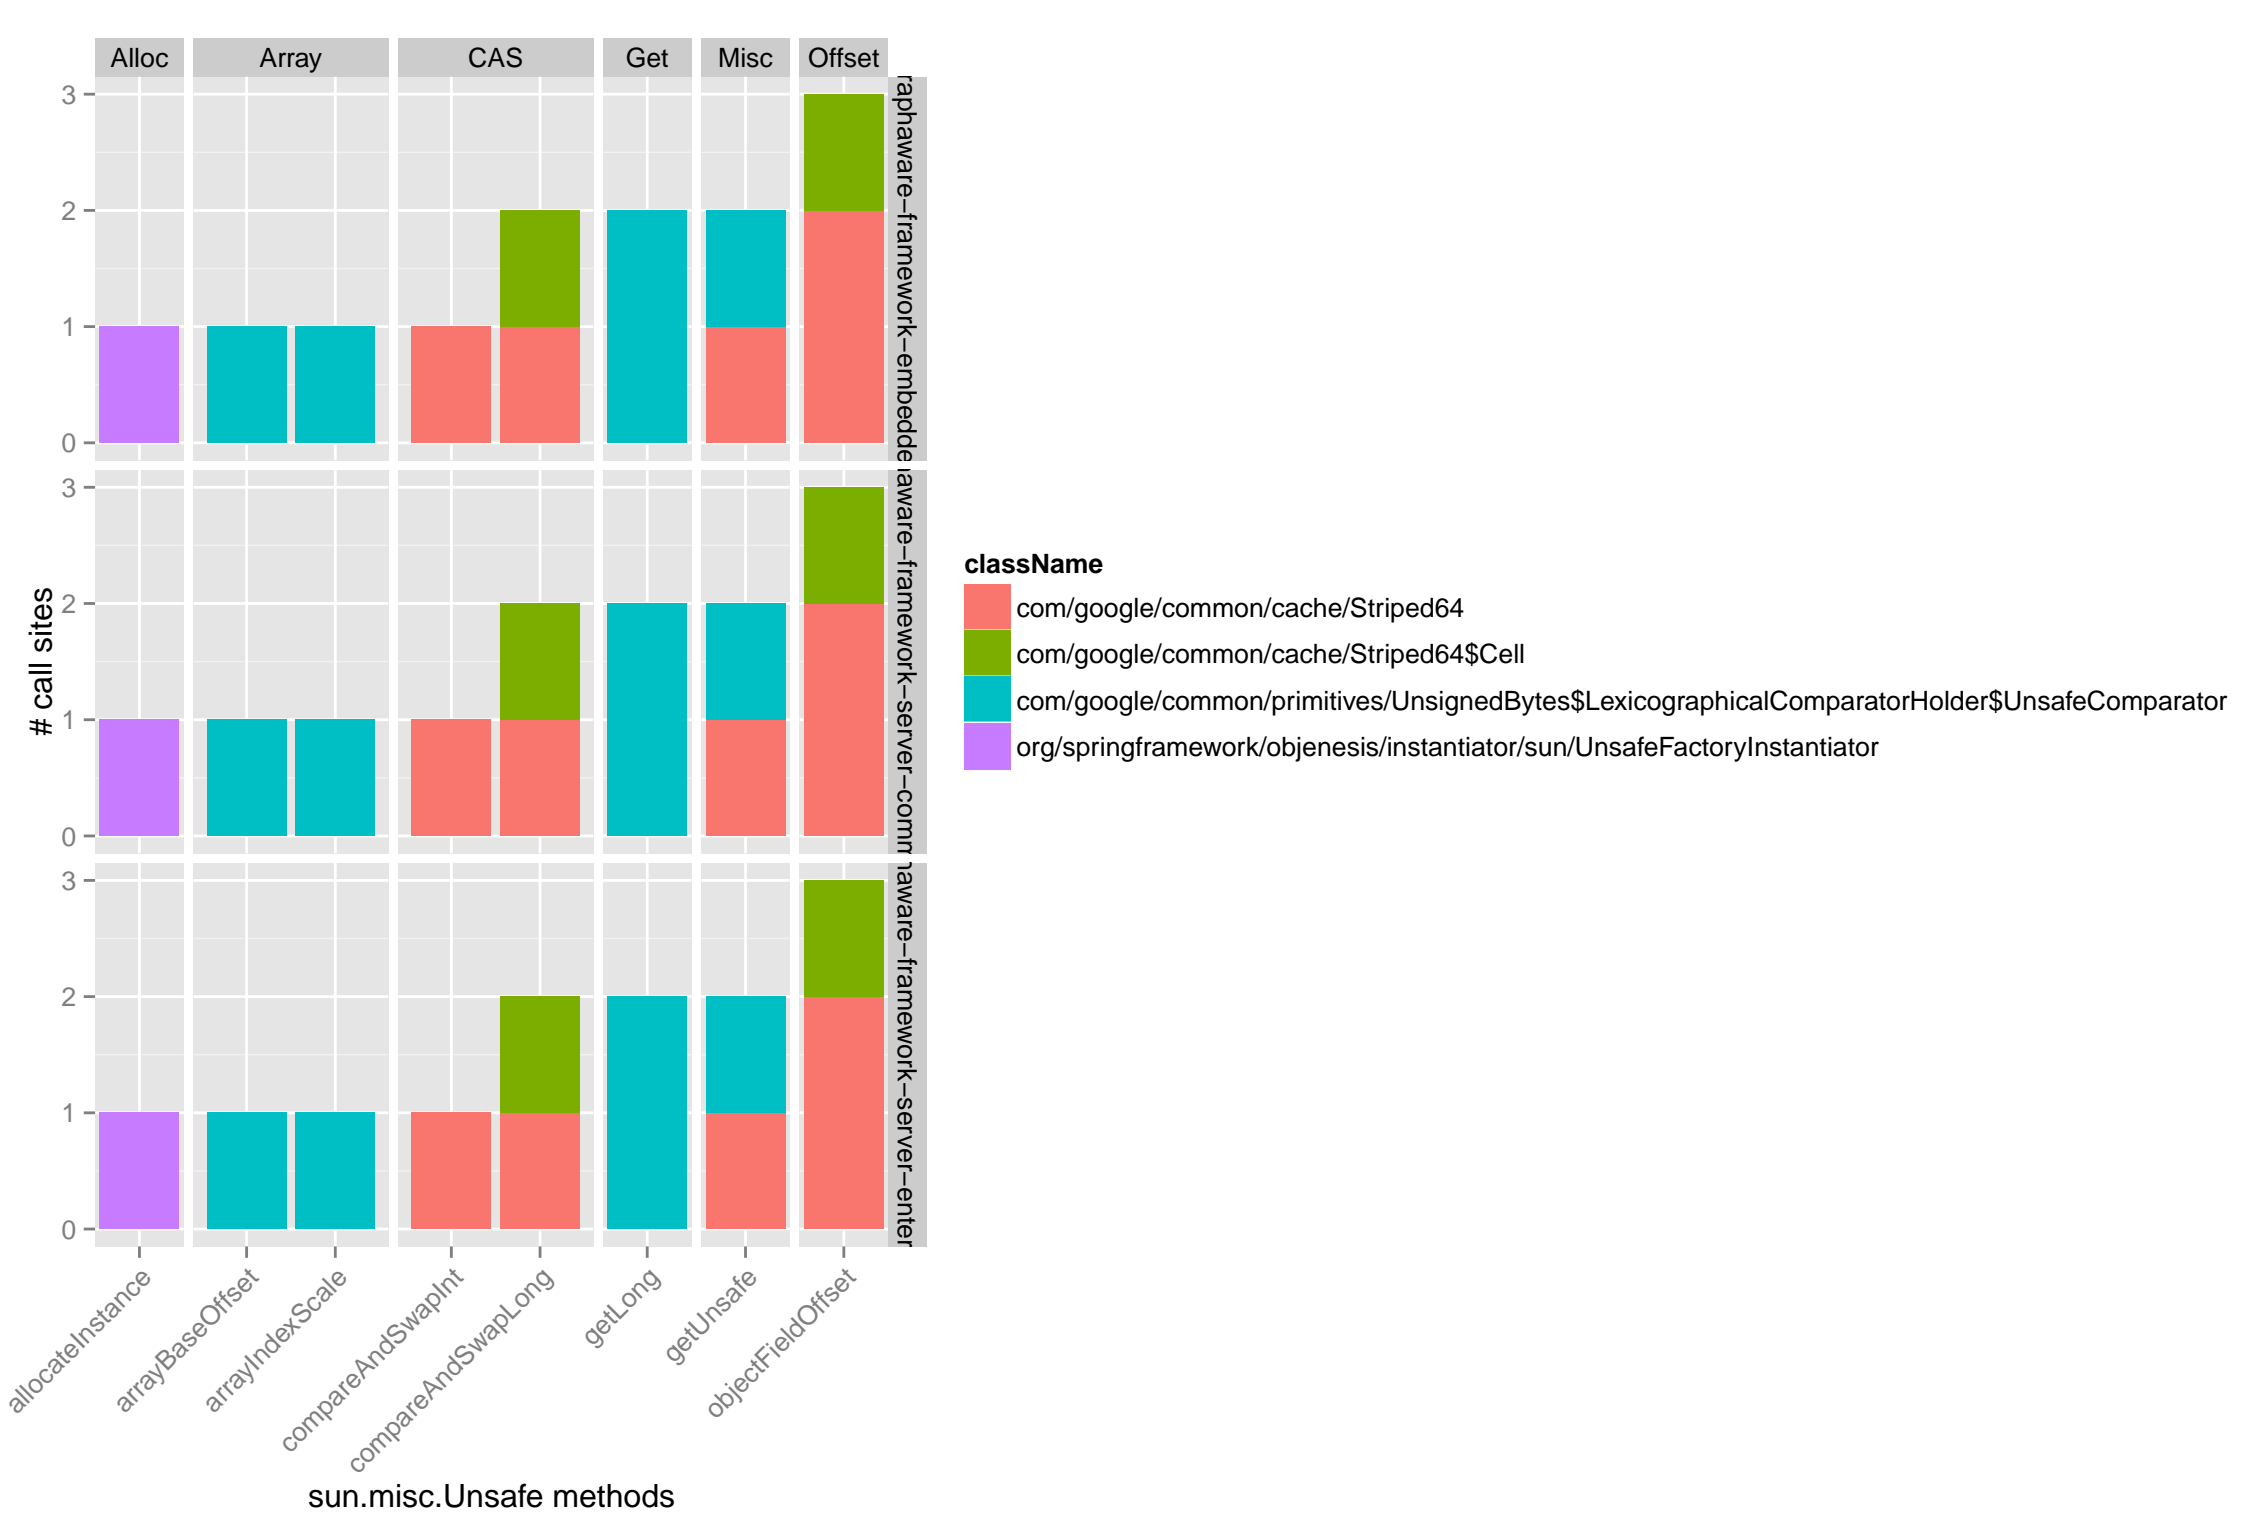 Alloc Array CAS Get Misc Offset
3
2
1
0
raphaware−framework−embedde
3
2
1
0
aware−framework−server−comm
3
2
1
0
aware−framework−server−enter
# call sites
allocateInstance
arrayBaseOffset
arrayIndexScale
compareAndSwapInt
compareAndSwapLong
getLong
getUnsafe
objectFieldOffset
sun.misc.Unsafe methods
className
com/google/common/cache/Striped64
com/google/common/cache/Striped64$Cell
com/google/common/primitives/UnsignedBytes$LexicographicalComparatorHolder$UnsafeComparator
org/springframework/objenesis/instantiator/sun/UnsafeFactoryInstantiator